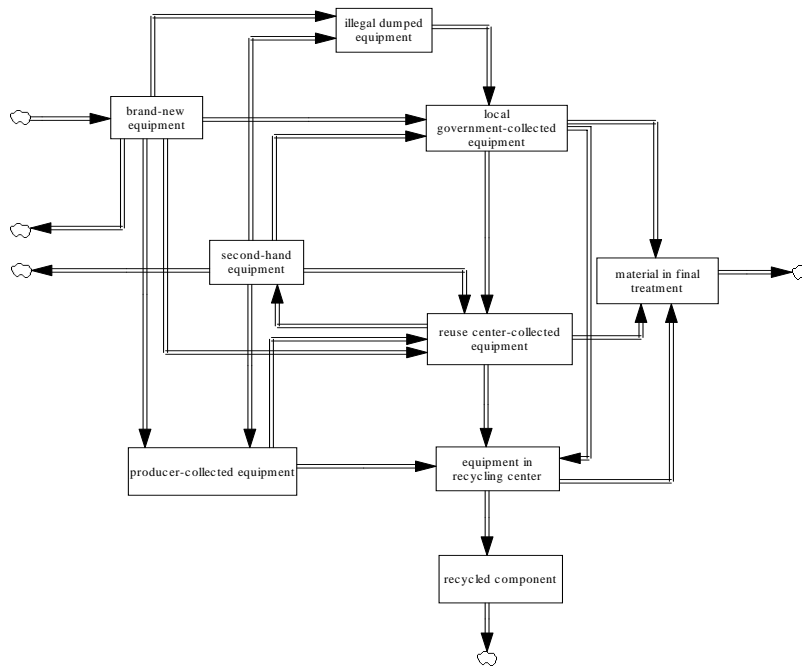 illegal dumped
equipment
brand-new
equipment
local
government-collected
equipment
second-hand
equipment
material in final
treatment
reuse center-collected
equipment
producer-collected equipment
equipment in
recycling center
recycled component